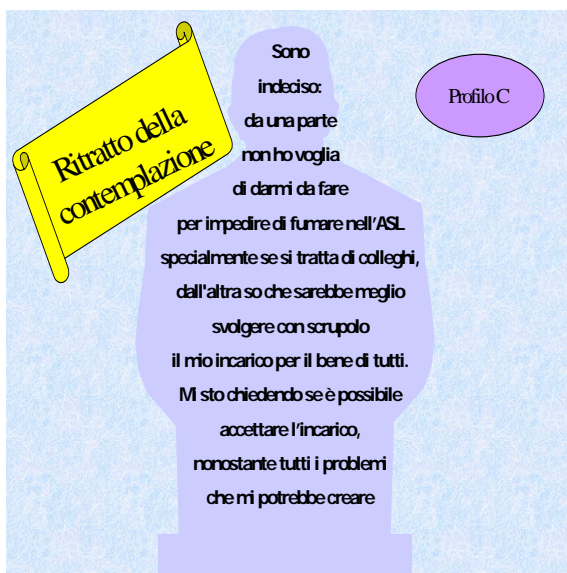 Ritratto della
contemplazione
Profilo C
Sono
indeciso:
da una parte
non ho voglia
di darmi da fare
per impedire di fumare nell'ASL
specialmente se si tratta di colleghi,
dall'altra so che sarebbe meglio
svolgere con scrupolo
il mio incarico per il bene di tutti.
Mi sto chiedendo se è possibile
accettare l'incarico,
nonostante tutti i problemi
che mi potrebbe creare